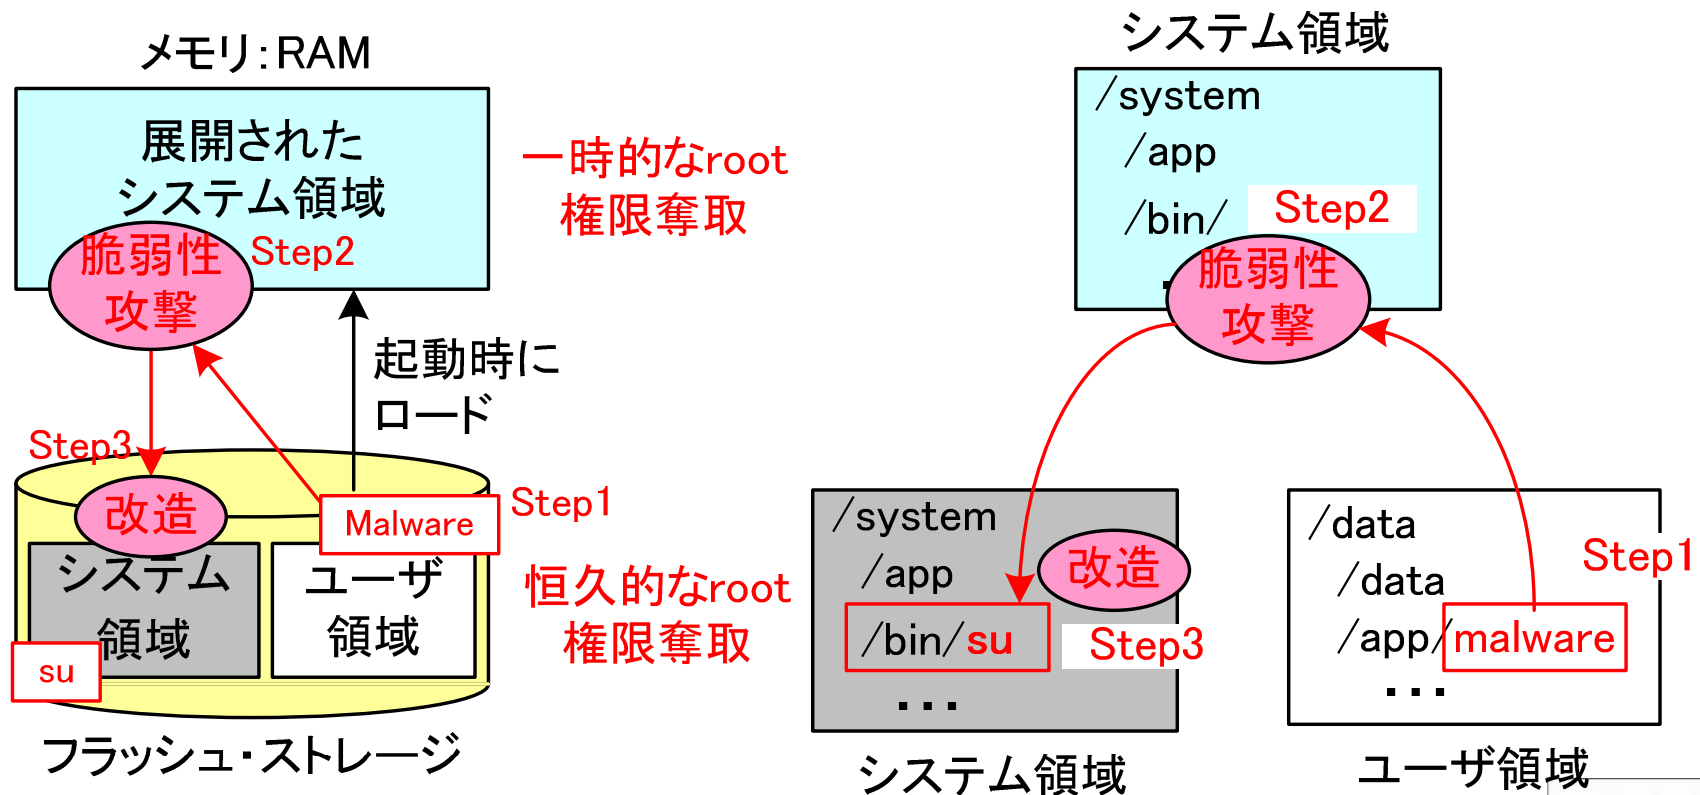 メモリ：RAM
展開された
システム領域
脆弱性
攻撃
Step2
一時的なroot
権限奪取
起動時に
ロード
Step3
改造
Malware
Step1
システム
領域
ユーザ
領域
su
恒久的なroot
権限奪取
フラッシュ・ストレージ
システム領域
/system
/app
/bin/
Step2
脆弱性
攻撃
/system
/app
/bin/su
...
改造
Step3
システム領域
/data
/data
/app/malware
...
Step1
ユーザ領域